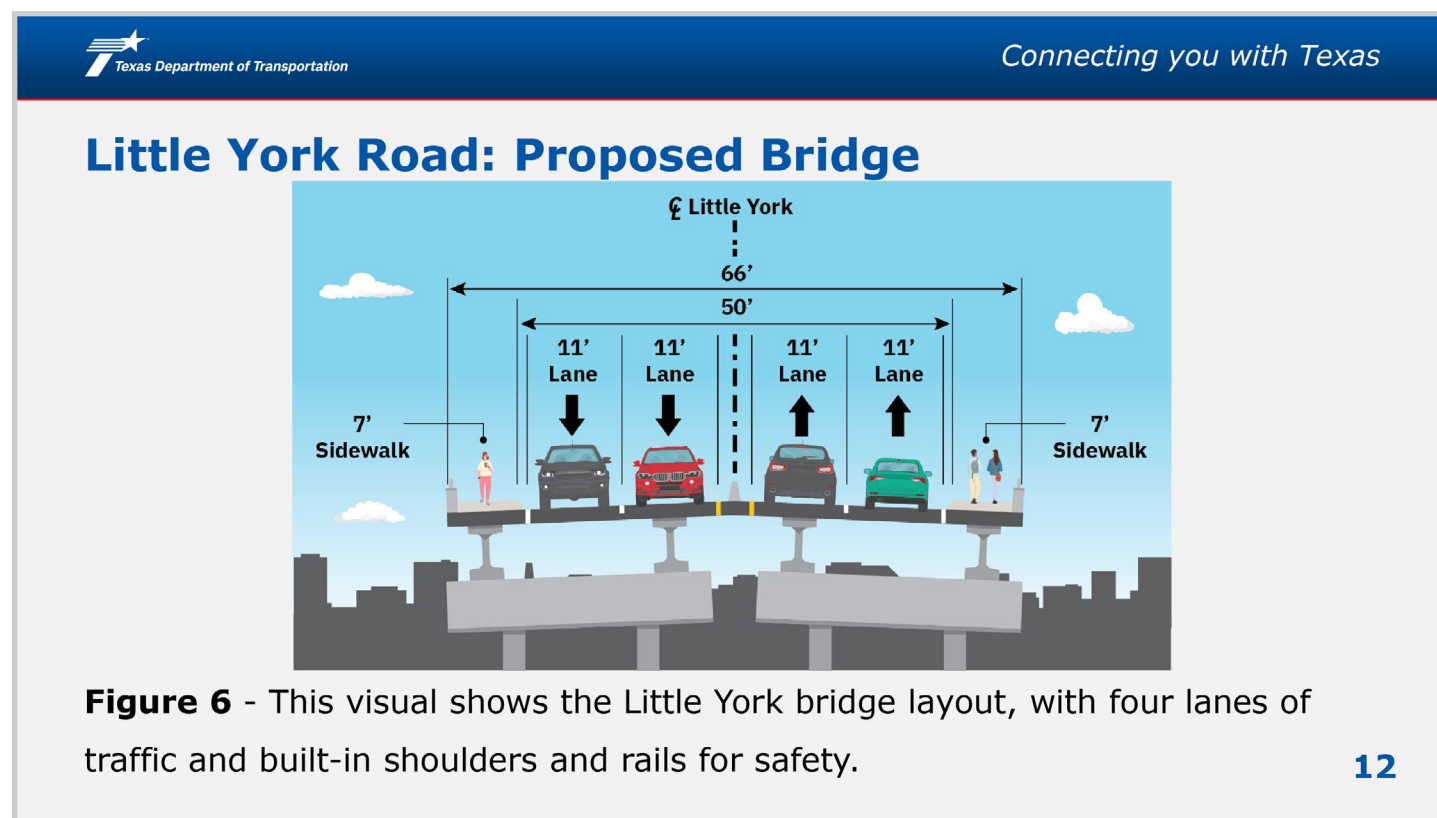 Texas Department of Transportation
Connecting you with Texas
Little York Road: Proposed Bridge
℄ Little York
66’
50’
11’
Lane
11’
Lane
11’
Lane
11’
Lane
7’
Sidewalk
7’
Sidewalk
Figure 6 - This visual shows the Little York bridge layout, with four lanes of
traffic and built-in shoulders and rails for safety.
12